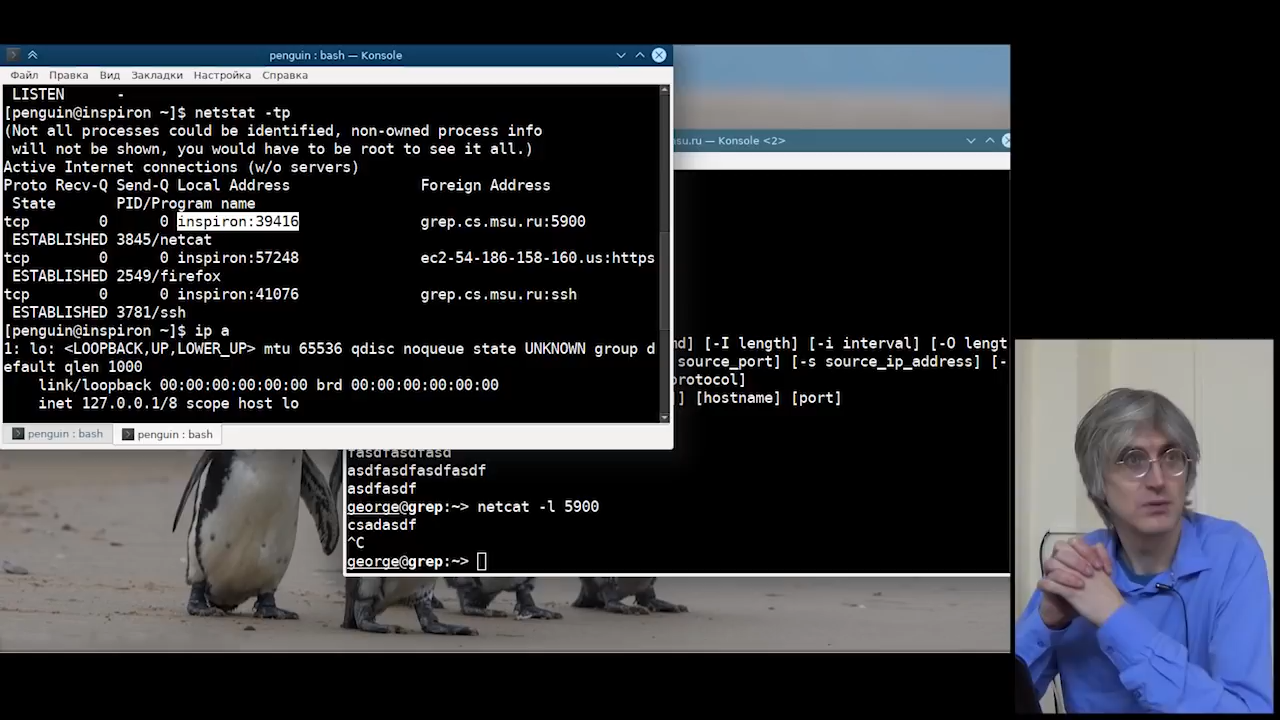 penguin : bash — Konsole
Файл Правка Вид Закладки Настройка Справка
LISTEN -
[penguin@inspiron ~]$ netstat -tp
(Not all processes could be identified, non-owned process info
will not be shown, you would have to be root to see it all.)
Active Internet connections (w/o servers)
Proto Recv-Q Send-Q Local Address Foreign Address
State PID/Program name
tcp 0 0 inspiron:39416 grep.cs.msu.ru:5900
ESTABLISHED 3845/netcat
tcp 0 0 inspiron:57248 ec2-54-186-158-160.us:https
ESTABLISHED 2549/firefox
tcp 0 0 inspiron:41076 grep.cs.msu.ru:ssh
ESTABLISHED 3781/ssh
[penguin@inspiron ~]$ ip a
1: lo: <LOOPBACK,UP,LOWER_UP> mtu 65536 qdisc noqueue state UNKNOWN group d
efault qlen 1000
link/loopback 00:00:00:00:00:00 brd 00:00:00:00:00:00
inet 127.0.0.1/8 scope host lo
penguin : bash penguin : bash
su.ru — Konsole <2>
[-I length] [-i interval] [-O lengt
source_port] [-s source_ip_address] [-
protocol]
] [hostname] [port]
fasdfasdfasd
asdfasdfasdfasdf
asdfasdf
george@grep:~> netcat -l 5900
csadasdf
^C
george@grep:~>